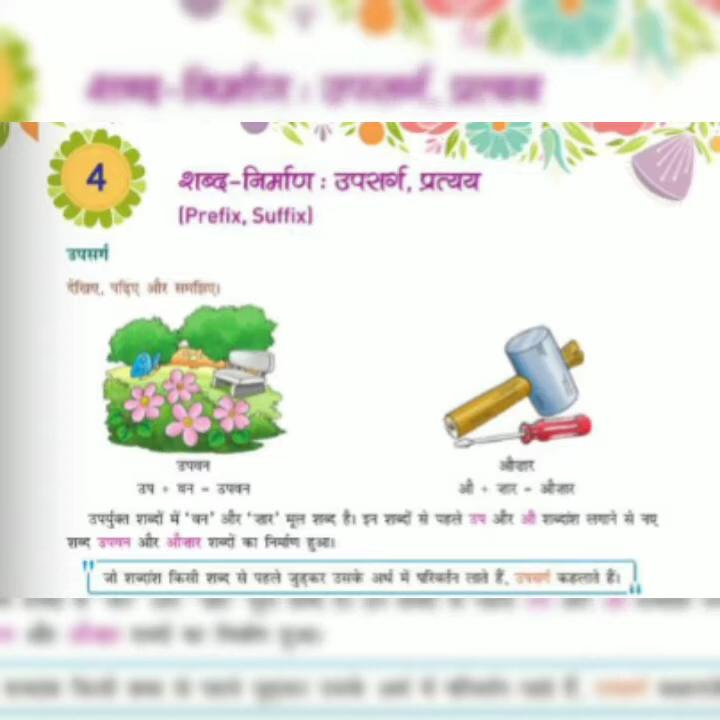 4
शब्द-निर्माण : उपसर्ग, प्रत्यय
(Prefix, Suffix)
उपसर्ग
देखिए, पढ़िए और समझिए।
उपवन
औजार
उप + वन = उपवन
औ + जार = औजार
उपर्युक्त शब्दों में 'वन' और 'जार' मूल शब्द है। इन शब्दों से पहले उप और औ शब्दांश लगाने से नए
शब्द उपवन और औजार शब्दों का निर्माण हुआ।
जो शब्दांश किसी शब्द से पहले जुड़कर उसके अर्थ में परिवर्तन लाते हैं, उपसर्ग कहलाते हैं।